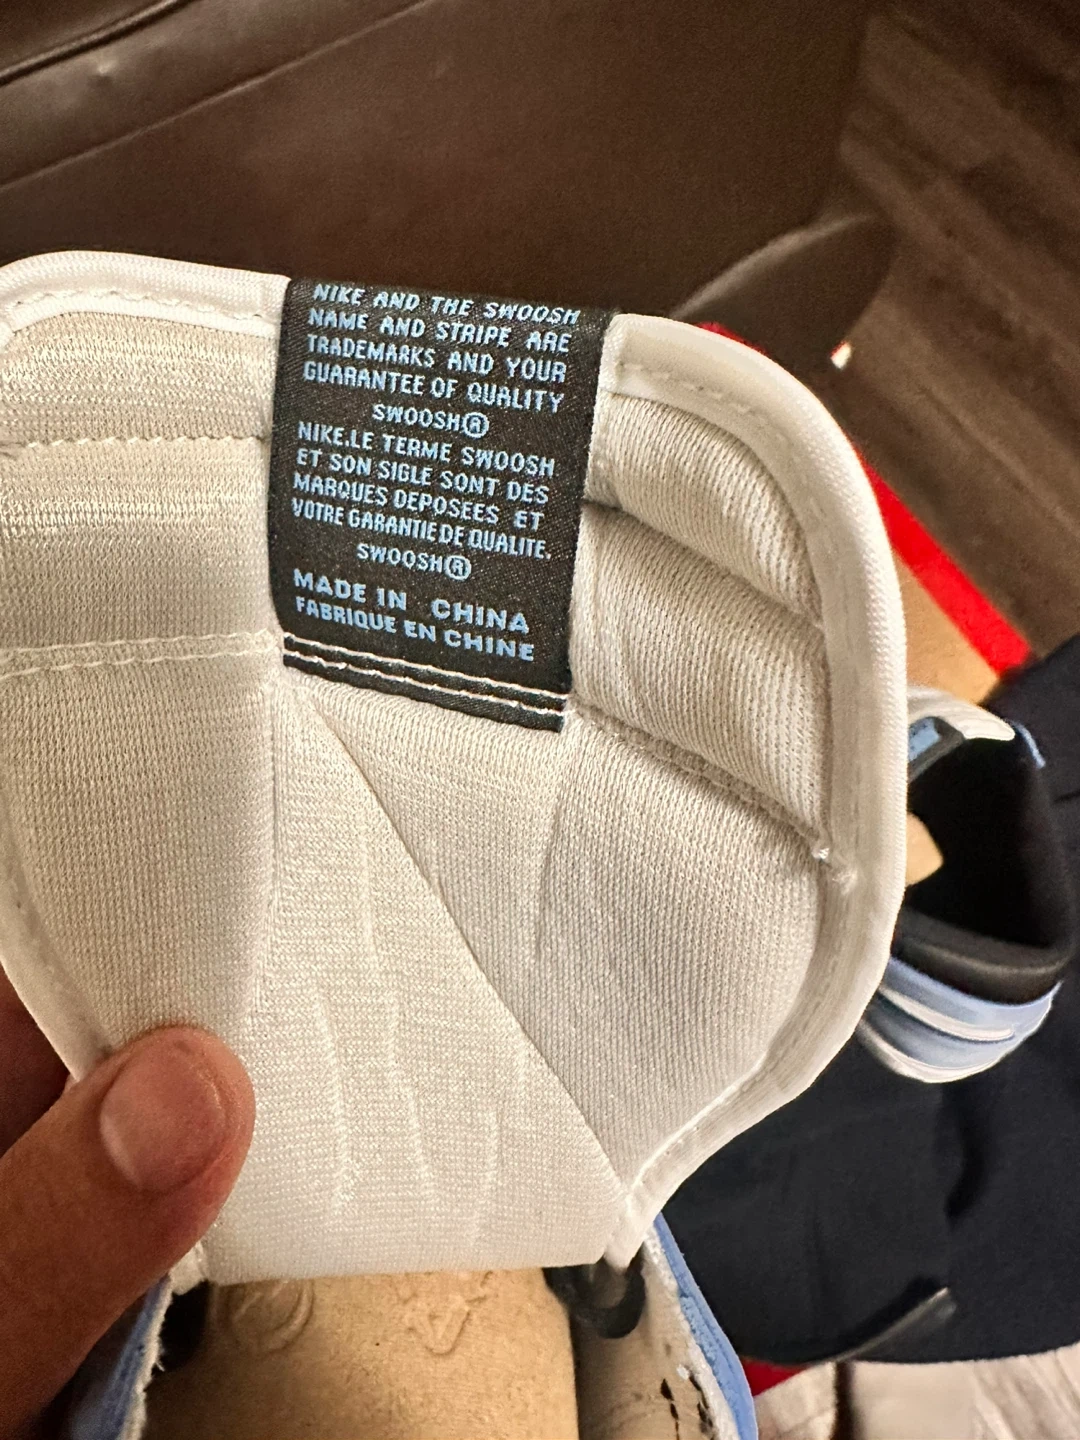 NIKE AND THE SWOOSH
NAME AND STRIPE ARE
TRADEMARKS AND YOUR
GUARANTEE OF QUALITY
SWOOSH®
NIKE.LE TERME SWOOSH
ET SON SIGLE SONT DES
MARQUES DEPOSEES ET
VOTRE GARANTIE DE QUALITE.
SWOOSH®
MADE IN CHINA
FABRIQUE EN CHINE